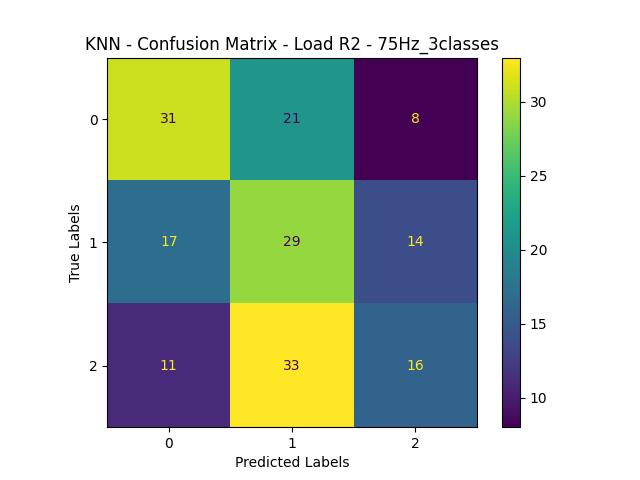 KNN - Confusion Matrix - Load R2 - 75Hz_3classes
0 31 21 8
1 17 29 14
2 11 33 16
0 1 2
Predicted Labels
True Labels
30
25
20
15
10